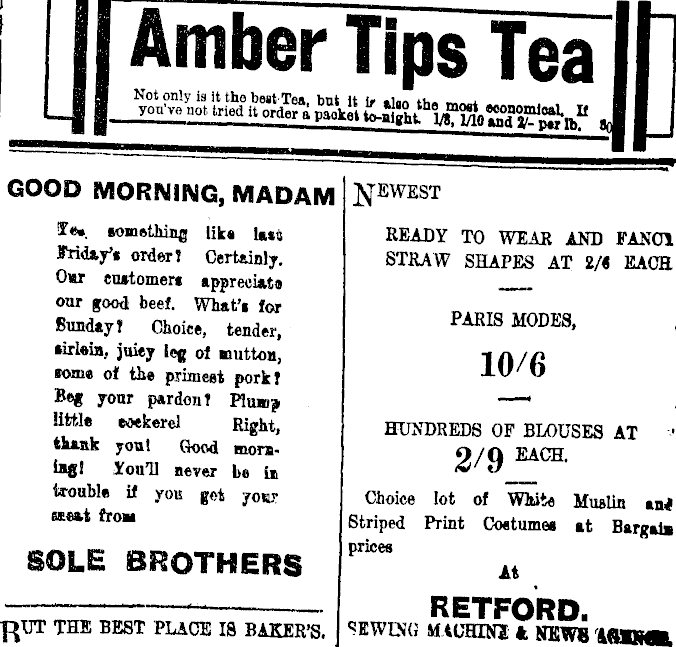 Amber Tips Tea
Not only is it the best Tea, but it is also the most economical. If
you've not tried it order a packet to-night. 1/8, 1/10 and 2/- per lb. 30
GOOD MORNING, MADAM
Yes, something like last
Friday's order? Certainly.
Our customers appreciate
our good beef. What's for
Sunday? Choice, tender,
sirloin, juicy leg of mutton,
some of the primest pork?
Beg your pardon? Plump
little cockerel Right,
thank you! Good morn-
ing! You'll never be in
trouble if you get your
meat from
SOLE BROTHERS
BUT THE BEST PLACE IS BAKER'S.
NEWEST
READY TO WEAR AND FANCY
STRAW SHAPES AT 2/6 EACH
PARIS MODES,
10/6
HUNDREDS OF BLOUSES AT
2/9 EACH.
Choice lot of White Muslin and
Striped Print Costumes at Bargain
prices
At
RETFORD.
SEWING MACHINE & NEWS AGENCY.